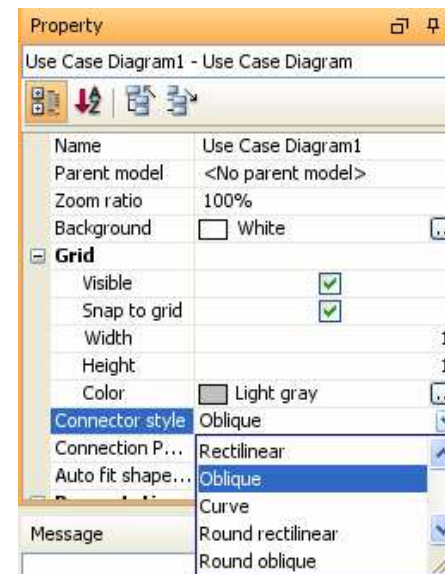 Property
Use Case Diagram1 - Use Case Diagram
Name Use Case Diagram1
Parent model <No parent model>
Zoom ratio 100%
Background White
Grid
Visible
Snap to grid
Width 1
Height 1
Color Light gray
Connector style Oblique
Connection P...
Auto fit shape...
Rectilinear
Oblique
Curve
Round rectilinear
Round oblique
Message